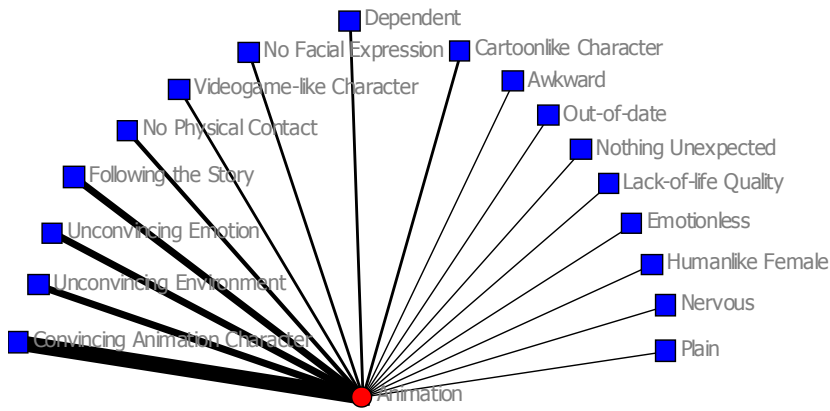 Dependent
No Facial Expression
Cartoonlike Character
Videogame-like Character
Awkward
No Physical Contact
Out-of-date
Nothing Unexpected
Following the Story
Lack-of-life Quality
Unconvincing Emotion
Emotionless
Humanlike Female
Unconvincing Environment
Nervous
Convincing Animation Character
Plain
Animation